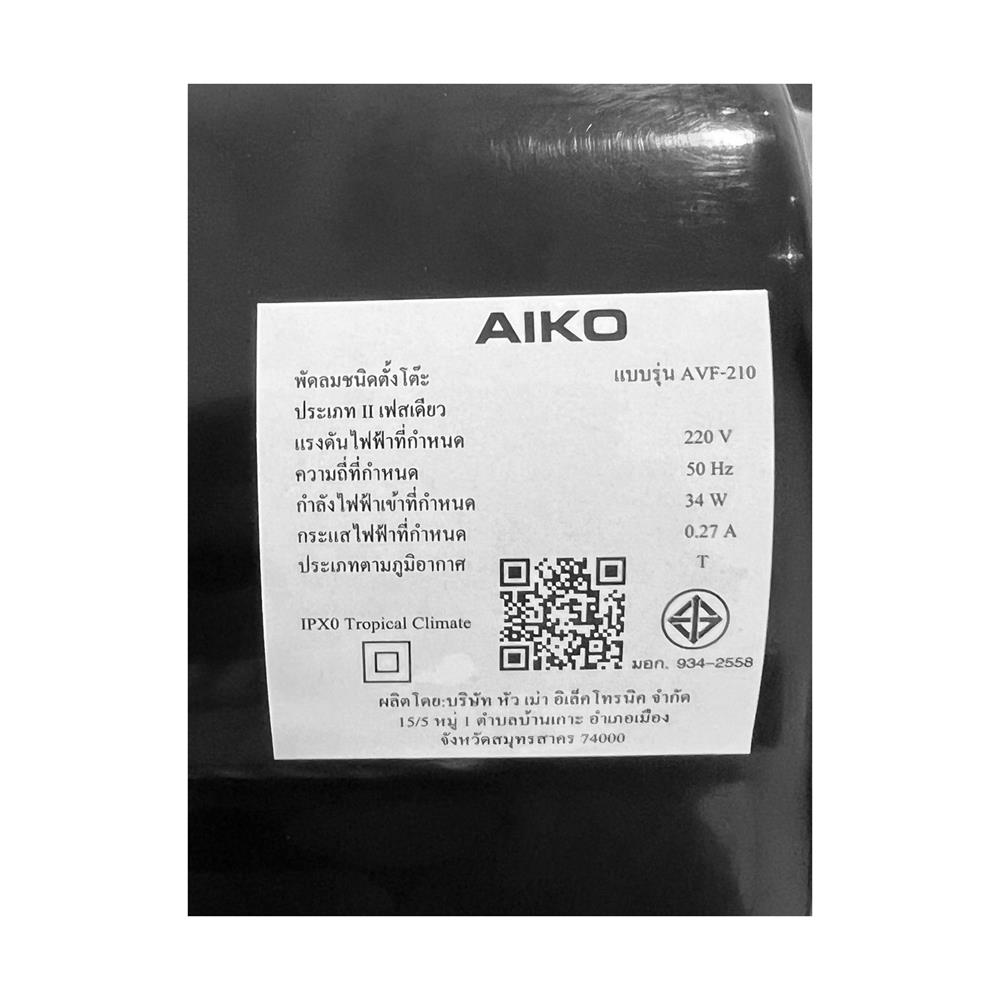 AIKO
พัดลมชนิดตั้งโต๊ะ แบบรุ่น AVF-210
ประเภท II เฟสเดียว
แรงดันไฟฟ้าที่กำหนด 220 V
ความถี่ที่กำหนด 50 Hz
กำลังไฟฟ้าเข้าที่กำหนด 34 W
กระแสไฟฟ้าที่กำหนด 0.27 A
ประเภทตามภูมิอากาศ T
IPX0 Tropical Climate
มอก. 934-2558
ผลิตโดย:บริษัท หัว เม่า อิเล็คโทรนิค จำกัด
15/5 หมู่ 1 ตำบลบ้านเกาะ อำเภอเมือง
จังหวัดสมุทรสาคร 74000